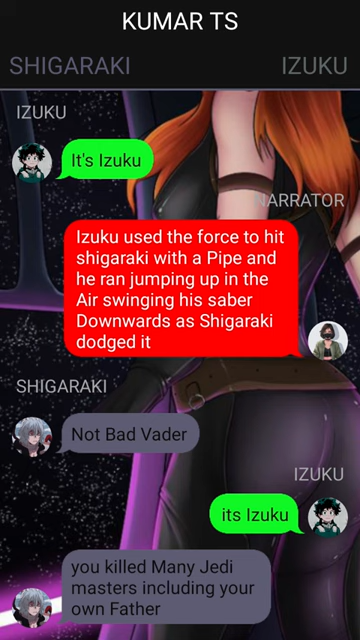 KUMAR TS
SHIGARAKI
IZUKU
IZUKU
It's Izuku
NARRATOR
Izuku used the force to hit
shigaraki with a Pipe and
he ran jumping up in the
Air swinging his saber
Downwards as Shigaraki
dodged it
SHIGARAKI
Not Bad Vader
IZUKU
its Izuku
you killed Many Jedi
masters including your
own Father